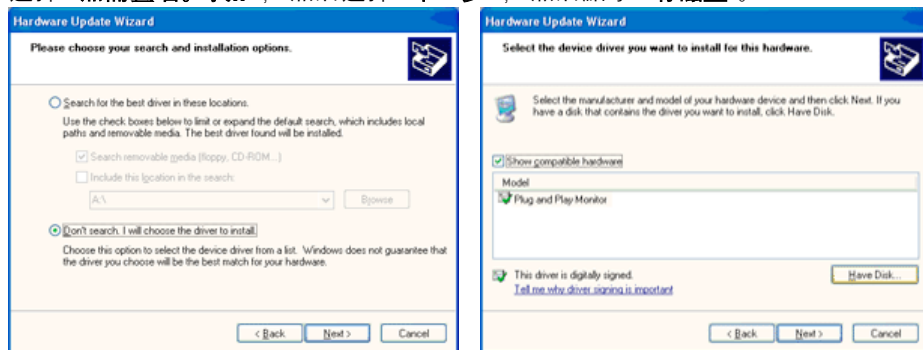 Hardware Update Wizard
Please choose your search and installation options.
Search for the best driver in these locations.
Use the check boxes below to limit or expand the default search, which includes local
paths and removable media. The best driver found will be installed.
Search removable media (floppy, CD-ROM...)
Include this location in the search:
A:\
Browse
Don't search. I will choose the driver to install.
Choose this option to select the device driver from a list. Windows does not guarantee that
the driver you choose will be the best match for your hardware.
< Back
Next >
Cancel
Hardware Update Wizard
Select the device driver you want to install for this hardware.
Select the manufacturer and model of your hardware device and then click Next. If you
have a disk that contains the driver you want to install, click Have Disk.
Show compatible hardware
Model
Plug and Play Monitor
This driver is digitally signed.
Tell me why driver signing is important
Have Disk...
< Back
Next >
Cancel